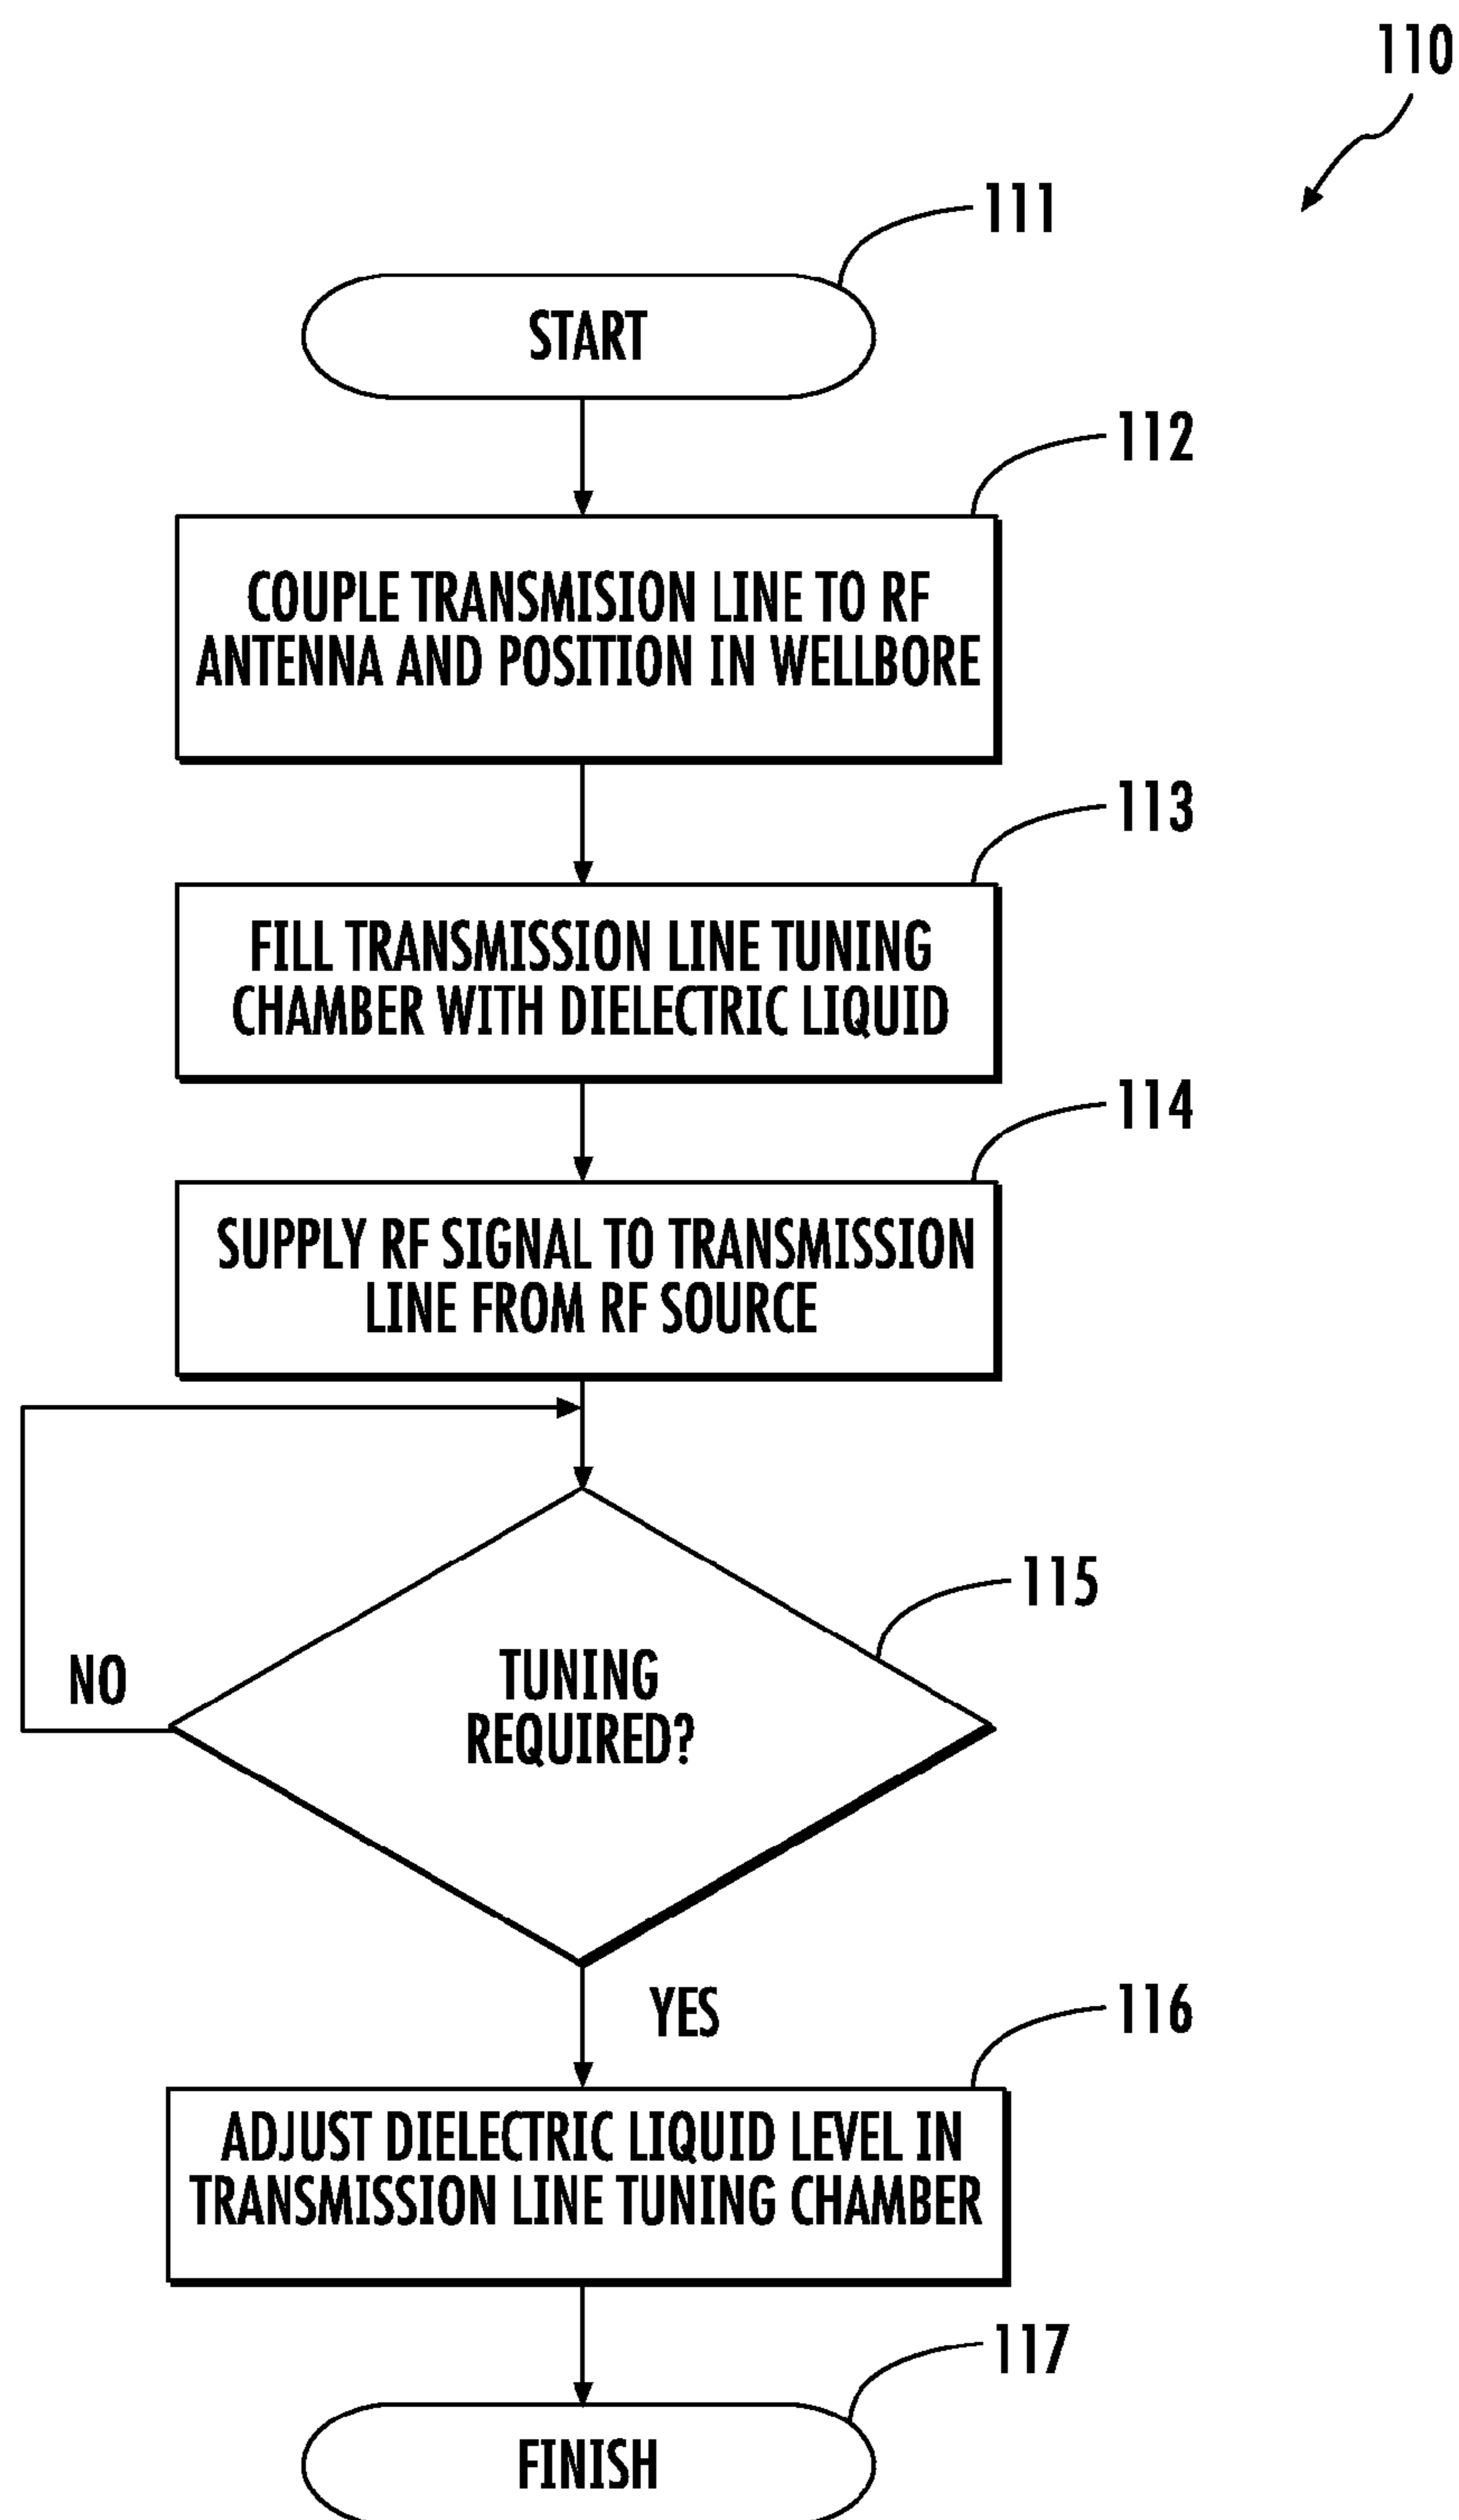 110
111
START
112
COUPLE TRANSMISION LINE TO RF
ANTENNA AND POSITION IN WELLBORE
113
FILL TRANSMISSION LINE TUNING
CHAMBER WITH DIELECTRIC LIQUID
114
SUPPLY RF SIGNAL TO TRANSMISSION
LINE FROM RF SOURCE
115
TUNING
REQUIRED?
NO
YES
116
ADJUST DIELECTRIC LIQUID LEVEL IN
TRANSMISSION LINE TUNING CHAMBER
117
FINISH